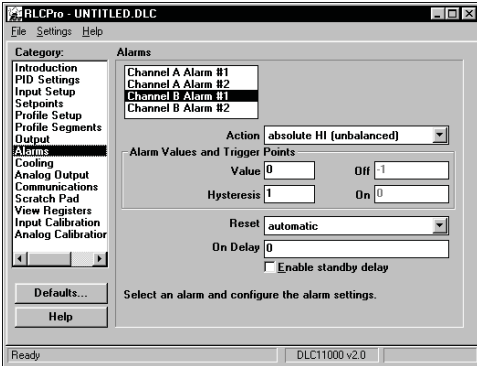 RLCPro - UNTITLED.DLC
File Settings Help
Category:
Introduction
PID Settings
Input Setup
Setpoints
Profile Setup
Profile Segments
Output
Alarms
Cooling
Analog Output
Communications
Scratch Pad
View Registers
Input Calibration
Analog Calibration
Defaults...
Help
Alarms
Channel A Alarm #1
Channel A Alarm #2
Channel B Alarm #1
Channel B Alarm #2
Action absolute HI (unbalanced)
Alarm Values and Trigger Points
Value 0 Off -1
Hysteresis 1 On 0
Reset automatic
On Delay 0
Enable standby delay
Select an alarm and configure the alarm settings.
Ready DLC11000 v2.0